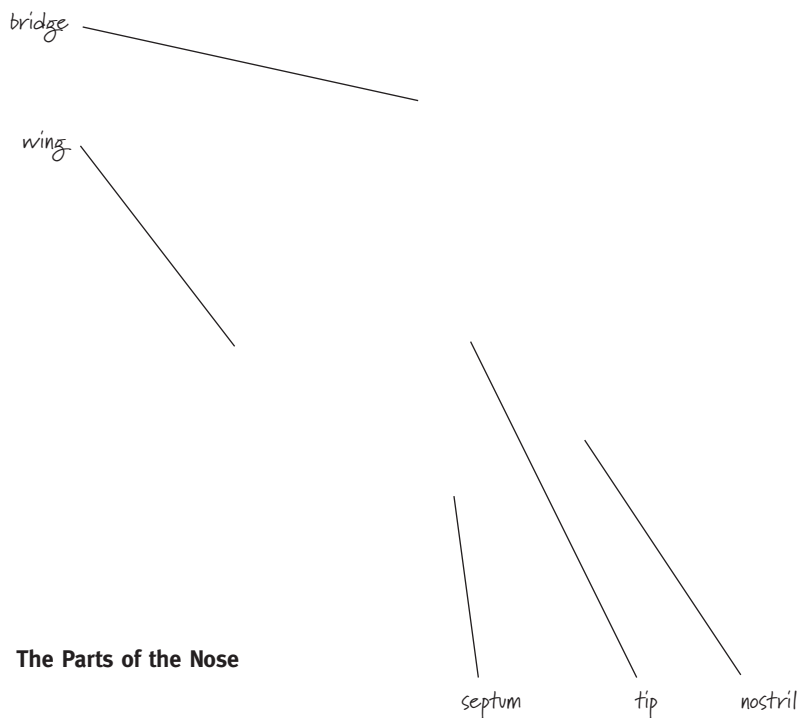 bridge
wing
The Parts of the Nose
septum
tip
nostril